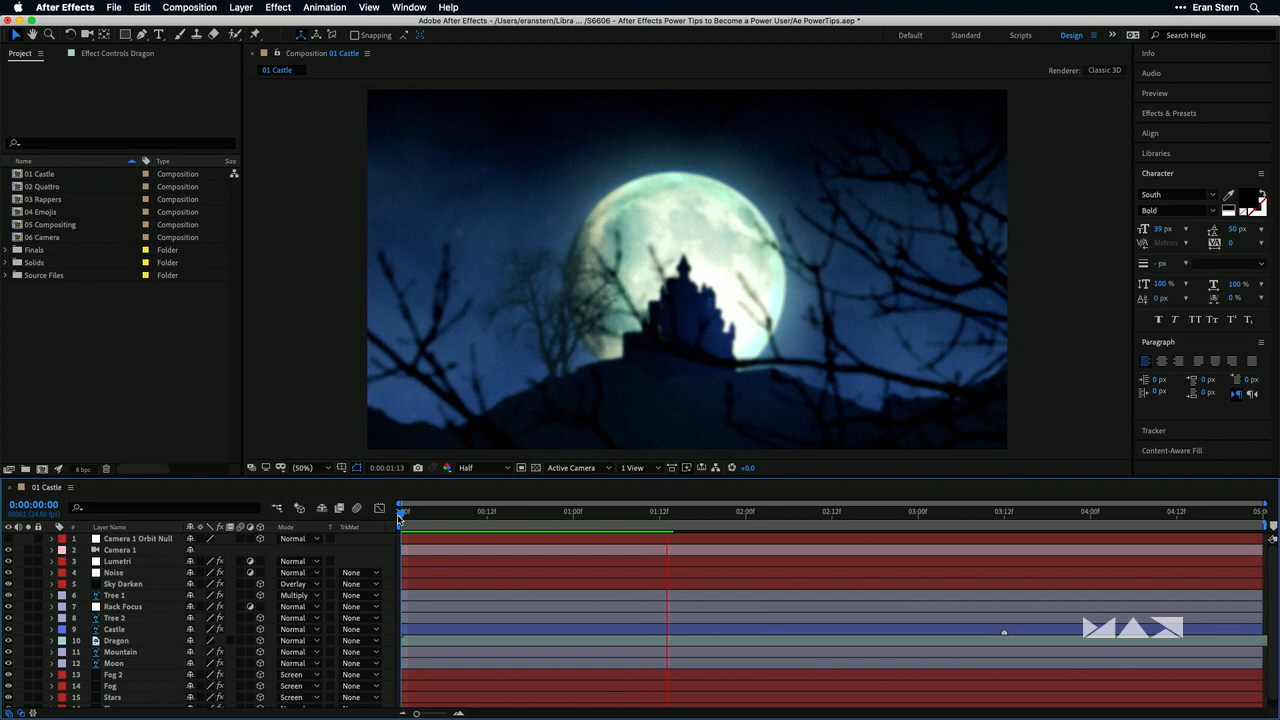 After Effects File Edit Composition Layer Effect Animation View Window Help Eran Stern
Adobe After Effects - /Users/eranstern/Libra ... /S6606 - After Effects Power Tips to Become a Power User/Ae PowerTips.aep *
Snapping Default Standard Scripts Design Search Help
Project Effect Controls Dragon Composition 01 Castle Info
01 Castle Renderer: Classic 3D
Audio
Preview
Effects & Presets
Align
Libraries
Name Type Size
01 Castle Composition
02 Quattro Composition
03 Rappers Composition
04 Emojis Composition
05 Compositing Composition
06 Camera Composition
Finals Folder
Solids Folder
Source Files Folder
Character
South
Bold
39 px 50 px
Metrics 0
- px
100 % 100 %
0 px 0 %
Paragraph
0 px 0 px 0 px
0 px 0 px
Tracker
Content-Aware Fill
8 bpc (50%) 0:00:01:13 Half Active Camera 1 View +0.0
01 Castle
0:00:00:00
00001 (24.00 fps)
:00f 00:12f 01:00f 01:12f 02:00f 02:12f 03:00f 03:12f 04:00f 04:12f 05:0
# Layer Name Mode T TrkMat
1 Camera 1 Orbit Null Normal
2 Camera 1
3 Lumetri Normal
4 Noise Normal None
5 Sky Darken Overlay None
6 Tree 1 Multiply None
7 Rack Focus Normal None
8 Tree 2 Normal None
9 Castle Normal None
10 Dragon Normal None
11 Mountain Normal None
12 Moon Normal None
13 Fog 2 Screen None
14 Fog Screen None
15 Stars Screen None
MAX